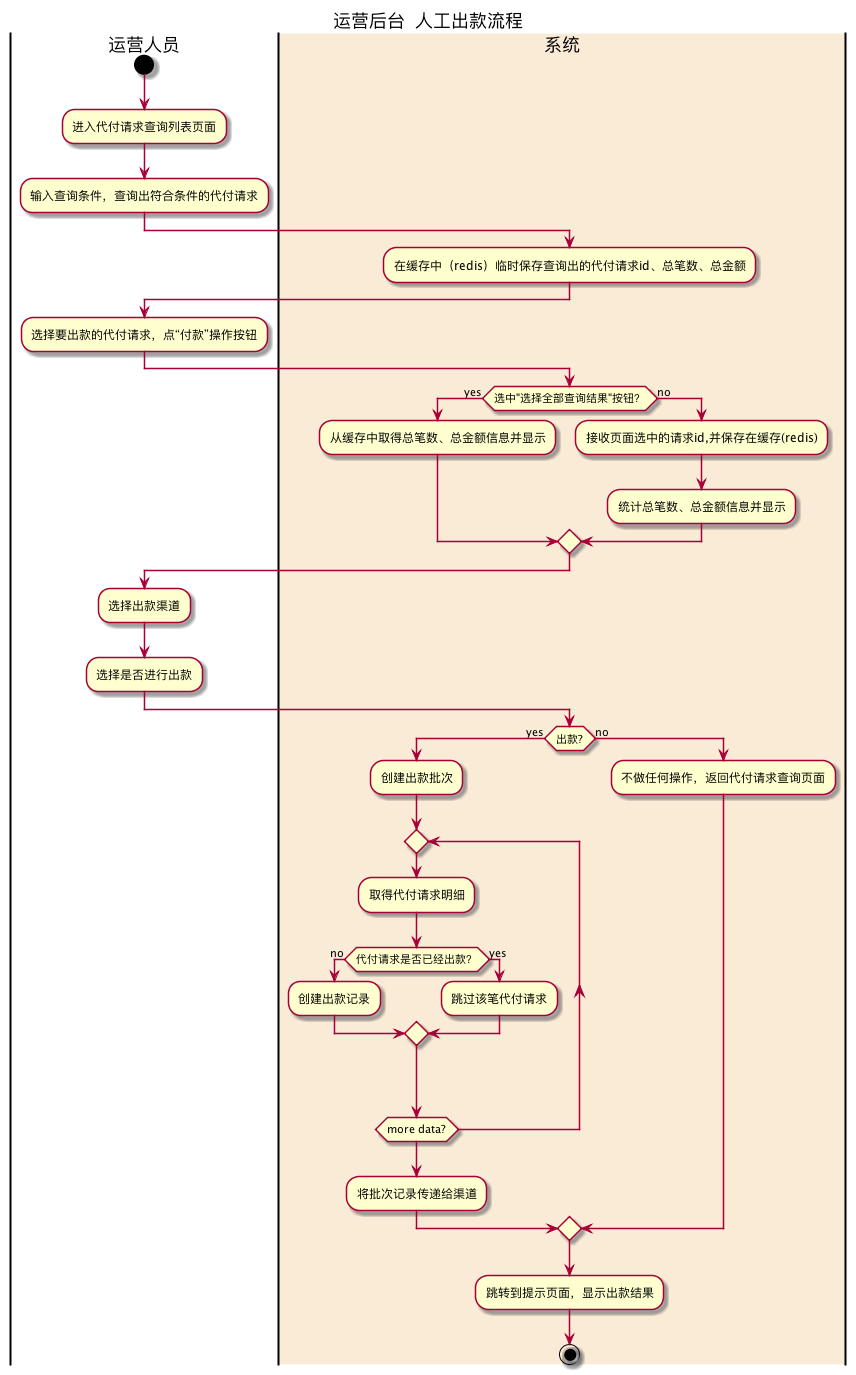 运营后台 人工出款流程
运营人员
系统
进入代付请求查询列表页面
输入查询条件，查询出符合条件的代付请求
在缓存中（redis）临时保存查询出的代付请求id、总笔数、总金额
选择要出款的代付请求，点“付款”操作按钮
选中"选择全部查询结果"按钮？
yes
no
从缓存中取得总笔数、总金额信息并显示
接收页面选中的请求id,并保存在缓存(redis)
统计总笔数、总金额信息并显示
选择出款渠道
选择是否进行出款
出款?
yes
no
创建出款批次
不做任何操作，返回代付请求查询页面
取得代付请求明细
代付请求是否已经出款？
no
yes
创建出款记录
跳过该笔代付请求
more data?
将批次记录传递给渠道
跳转到提示页面，显示出款结果